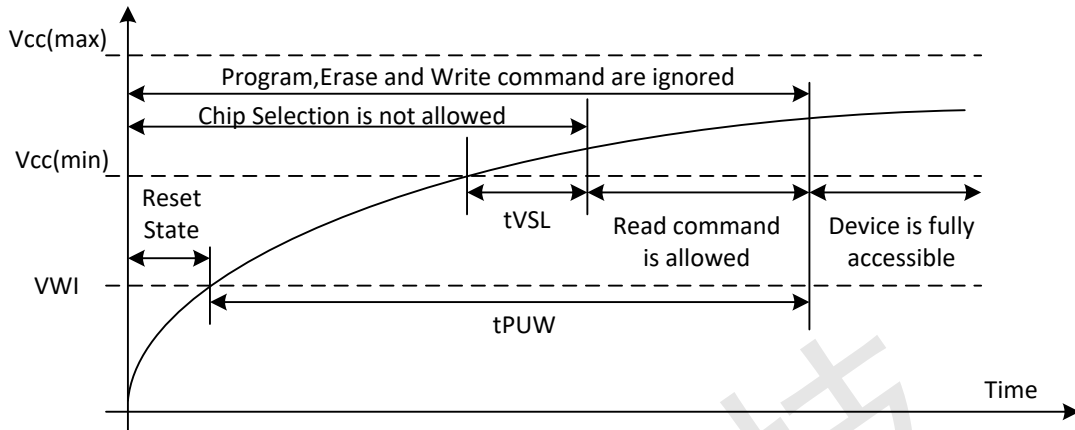 Vcc(max)
Program,Erase and Write command are ignored
Chip Selection is not allowed
Vcc(min)
Reset
State
tVSL
Read command
is allowed
Device is fully
accessible
VWI
tPUW
Time